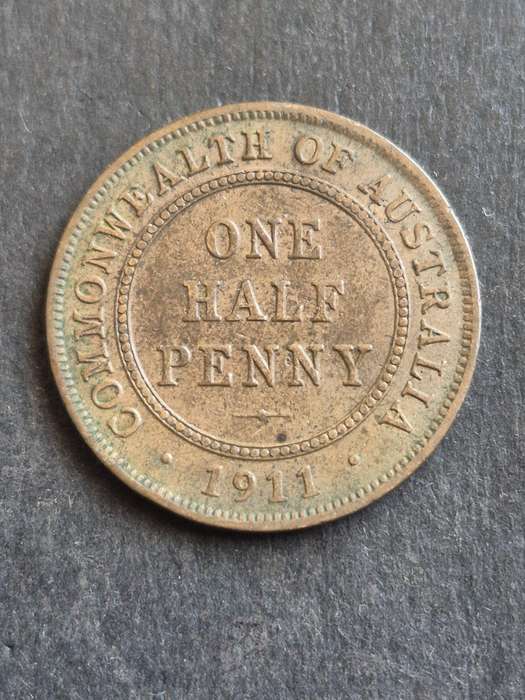 COMMONWEALTH OF AUSTRALIA
ONE
HALF
PENNY
1911